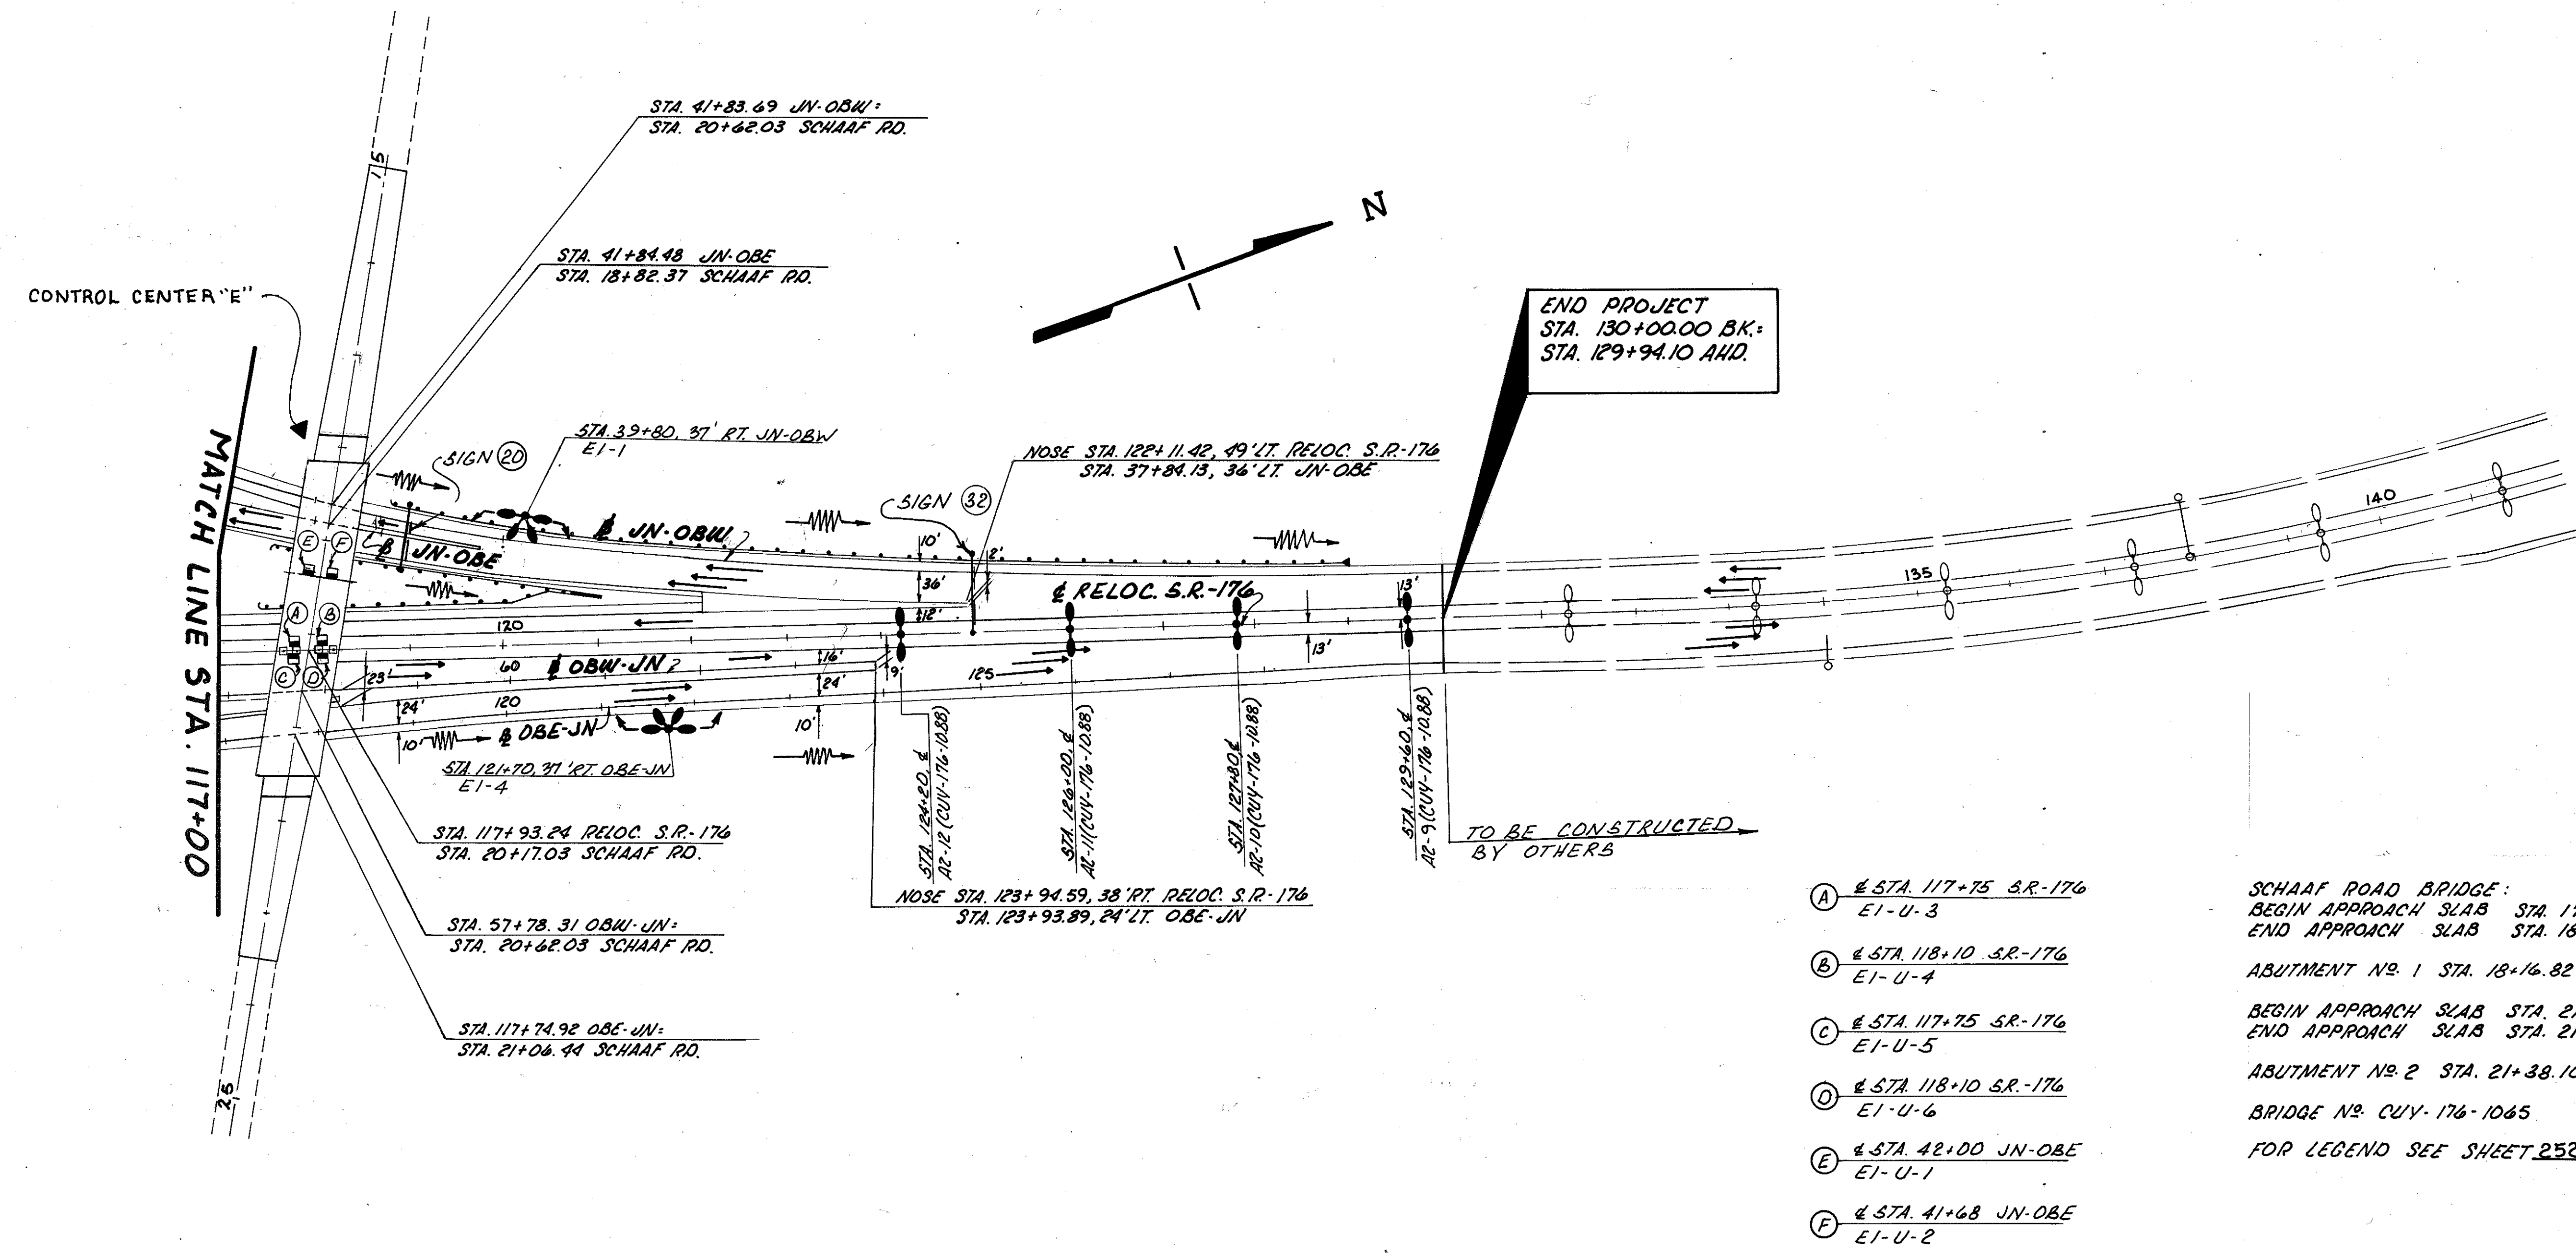 15
STA. 41+83.69 JN-OBW:
STA. 20+62.03 SCHAAF RD.
STA. 41+84.48 JN-OBE
STA. 18+82.37 SCHAAF RD.
N
CONTROL CENTER "E"
END PROJECT
STA. 130+00.00 BK:
STA. 129+94.10 AHD.
MATCH LINE STA. 117+00
SIGN 20
STA. 39+80, 37' RT. JN-OBW
E1-1
NOSE STA. 122+11.42, 49' LT. RELOC. S.R.-176
STA. 37+84.13, 36' LT. JN-OBE
SIGN 32
E
F
B JN-OBE
B JN-OBW
10'
2'
36'
12'
℄ RELOC. S.R.-176
13'
13'
135
140
A
B
120
60
B OBW-JN
16'
9'
125
C
D
23'
24'
24'
120
10'
10'
B OBE-JN
STA. 121+70, 37' RT. OBE-JN
E1-4
STA. 124+20, ℄
A2-12 (CUY-176-10.88)
STA. 126+00, ℄
A2-11 (CUY-176-10.88)
STA. 127+80, ℄
A2-10 (CUY-176-10.88)
STA. 129+60, ℄
A2-9 (CUY-176-10.88)
TO BE CONSTRUCTED
BY OTHERS
STA. 117+93.24 RELOC. S.R.-176
STA. 20+17.03 SCHAAF RD.
NOSE STA. 123+94.59, 38' RT. RELOC. S.R.-176
STA. 123+93.89, 24' LT. OBE-JN
STA. 57+78.31 OBW-JN:
STA. 20+62.03 SCHAAF RD.
STA. 117+74.92 OBE-JN:
STA. 21+06.44 SCHAAF RD.
25
A ℄ STA. 117+75 S.R.-176
E1-U-3
B ℄ STA. 118+10 S.R.-176
E1-U-4
C ℄ STA. 117+75 S.R.-176
E1-U-5
D ℄ STA. 118+10 S.R.-176
E1-U-6
E ℄ STA. 42+00 JN-OBE
E1-U-1
F ℄ STA. 41+68 JN-OBE
E1-U-2
SCHAAF ROAD BRIDGE:
BEGIN APPROACH SLAB STA. 17
END APPROACH SLAB STA. 18
ABUTMENT Nº. 1 STA. 18+16.82
BEGIN APPROACH SLAB STA. 21
END APPROACH SLAB STA. 21
ABUTMENT Nº. 2 STA. 21+38.10
BRIDGE Nº. CUY-176-1065
FOR LEGEND SEE SHEET 252